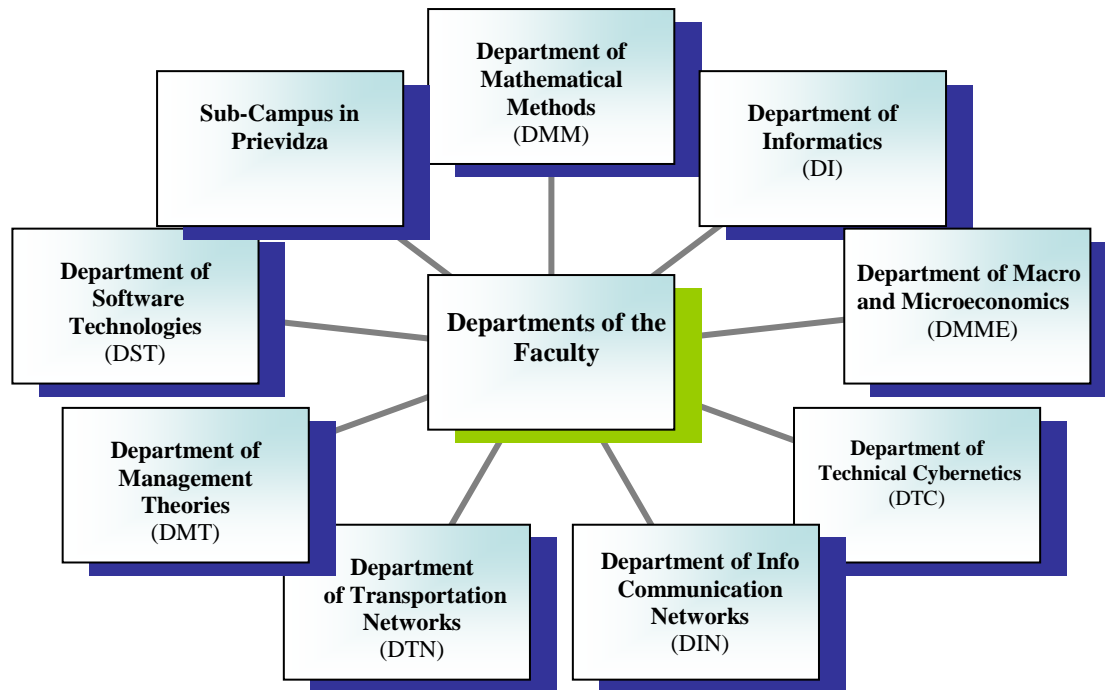 Department of
Mathematical
Methods
(DMM)
Sub-Campus in
Prievidza
Department of
Informatics
(DI)
Department of
Software
Technologies
(DST)
Departments of the
Faculty
Department of Macro
and Microeconomics
(DMME)
Department of
Management
Theories
(DMT)
Department of
Technical Cybernetics
(DTC)
Department
of Transportation
Networks
(DTN)
Department of Info
Communication
Networks
(DIN)